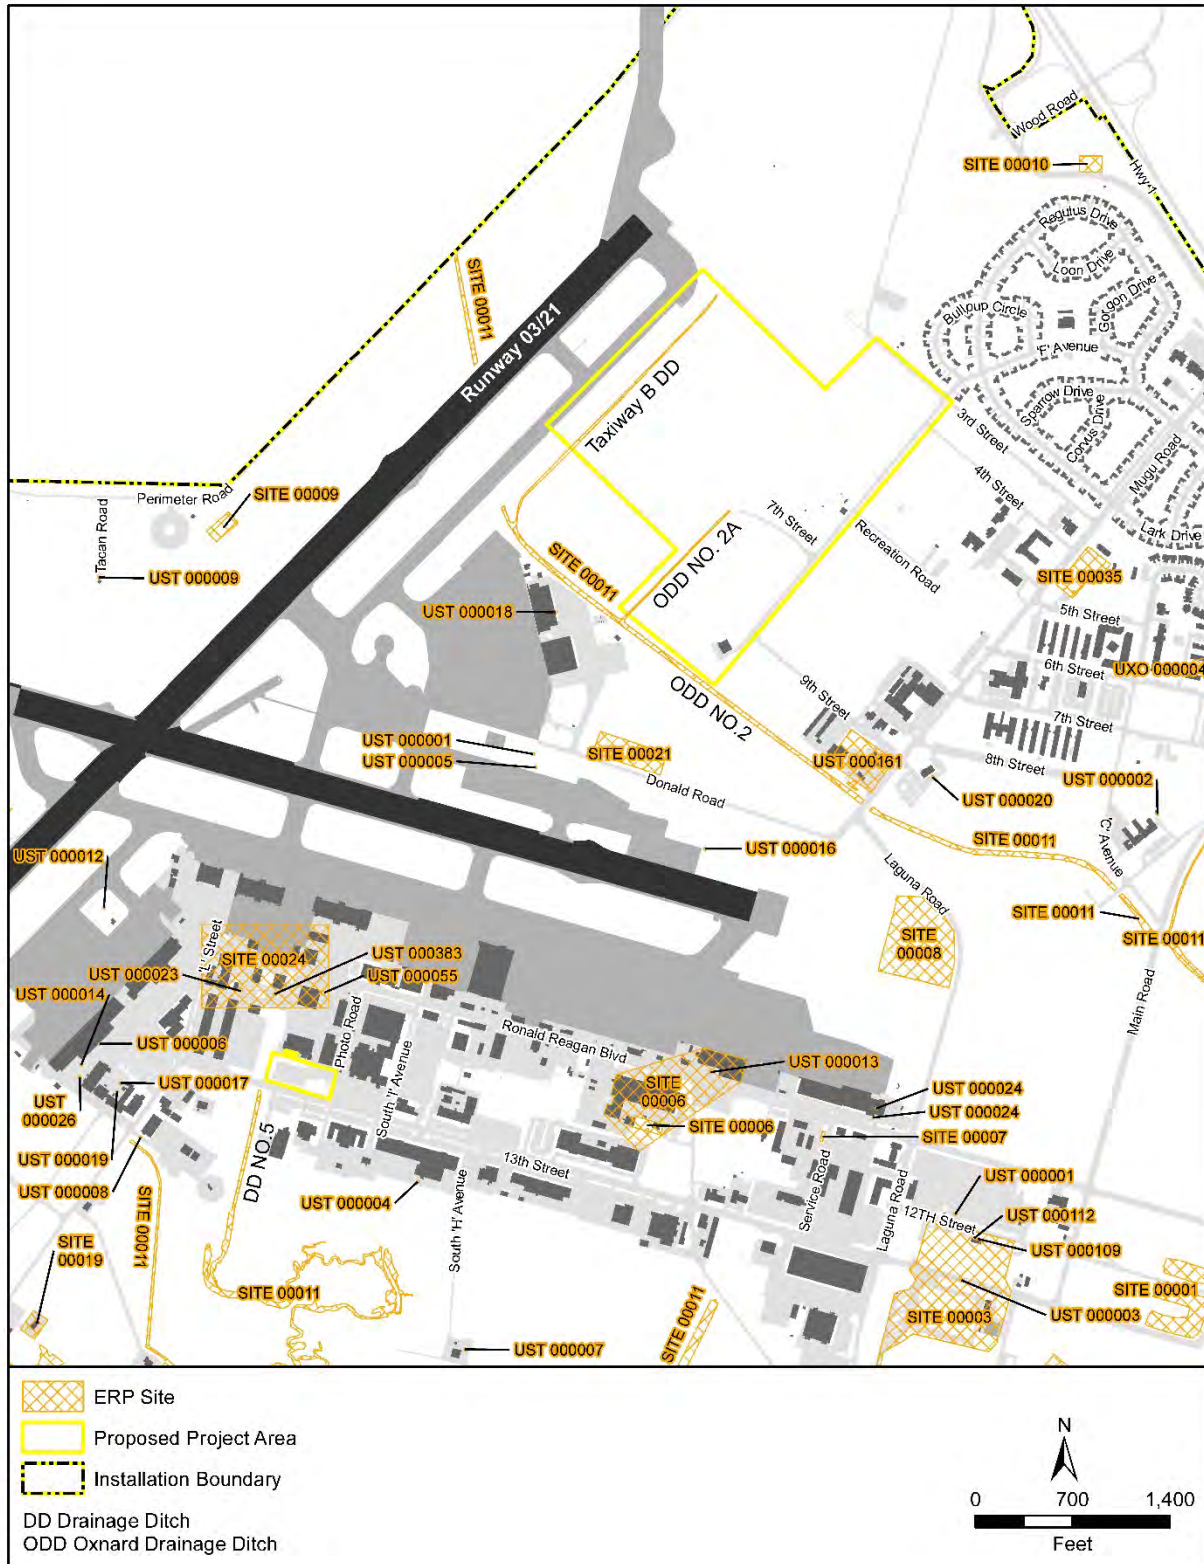 Wood Road
SITE 00010
Hwy 1
Regulus Drive
Loon Drive
Gorgon Drive
Bullpup Circle
'F' Avenue
SITE 00011
Runway 03/21
Sparrow Drive
Corvus Drive
3rd Street
Taxiway B DD
4th Street
Mugu Road
Lark Drive
Perimeter Road
SITE 00009
Tacan Road
UST 000009
7th Street
Recreation Road
SITE 00011
ODD NO. 2A
SITE 00035
UST 000018
5th Street
6th Street
UXO 000004
ODD NO.2
9th Street
7th Street
UST 000001
UST 000005
SITE 00021
Donald Road
UST 000161
8th Street
UST 000002
UST 000020
'C' Avenue
UST 000016
SITE 00011
UST 000012
Laguna Road
SITE 00011
SITE 00011
SITE
00008
'L' Street
SITE 00024
UST 000383
UST 000023
UST 000055
UST 000014
Main Road
UST 000006
Photo Road
Ronald Reagan Blvd
South 'I' Avenue
UST 000013
UST 000017
SITE
00006
UST
000026
UST 000024
UST 000024
SITE 00006
SITE 00007
UST 000019
DD NO.5
13th Street
UST 000008
UST 000004
South 'H' Avenue
Service Road
Laguna Road
UST 000001
12TH Street
UST 000112
UST 000109
SITE
00019
SITE 00011
SITE 00011
SITE 00011
SITE 00001
SITE 00003
UST 000003
UST 000007
ERP Site
Proposed Project Area
Installation Boundary
DD Drainage Ditch
ODD Oxnard Drainage Ditch
N
0 700 1,400
Feet